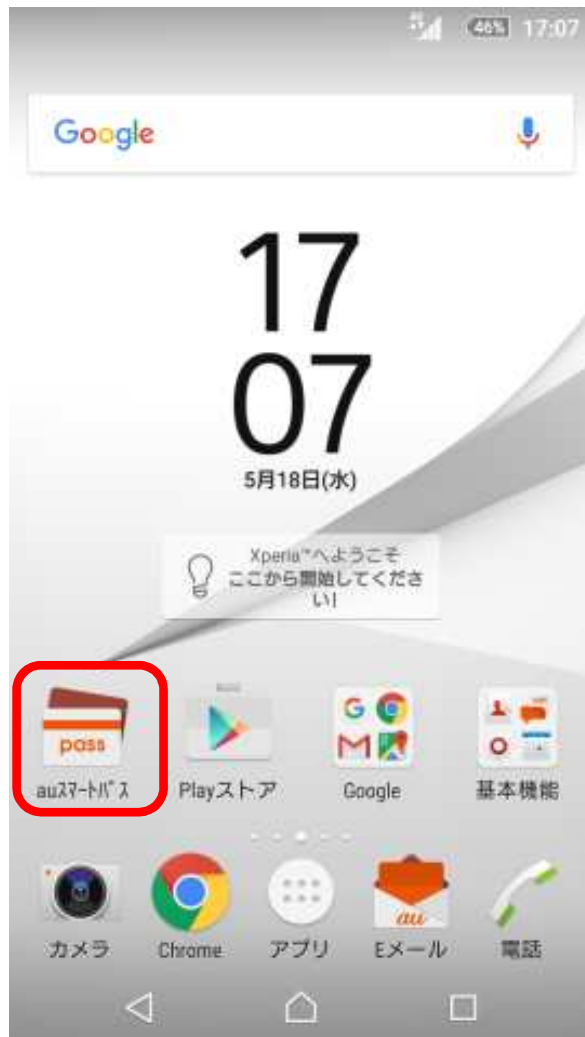 46% 17:07
Google
17
07
5月18日(水)
Xperia™へようこそ
ここから開始してくださ
い!
pass
auｽﾏｰﾄﾊﾟｽ Playストア Google 基本機能
au
カメラ Chrome アプリ Eメール 電話